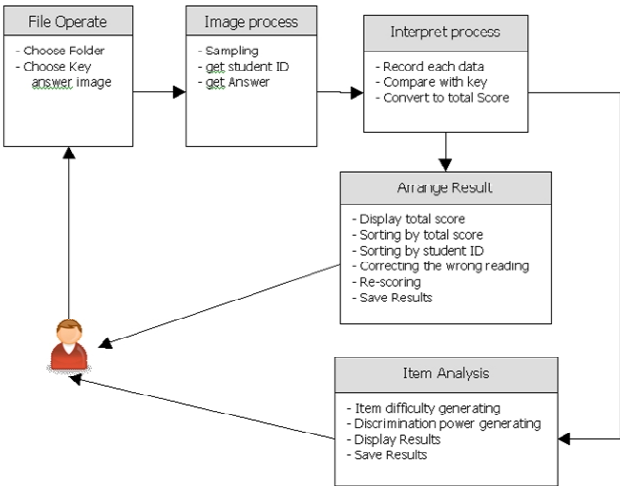 File Operate
- Choose Folder
- Choose Key
answer image
Image process
- Sampling
- get student ID
- get Answer
Interpret process
- Record each data
- Compare with key
- Convert to total Score
Arrange Result
- Display total score
- Sorting by total score
- Sorting by student ID
- Correcting the wrong reading
- Re-scoring
- Save Results
Item Analysis
- Item difficulty generating
- Discrimination power generating
- Display Results
- Save Results